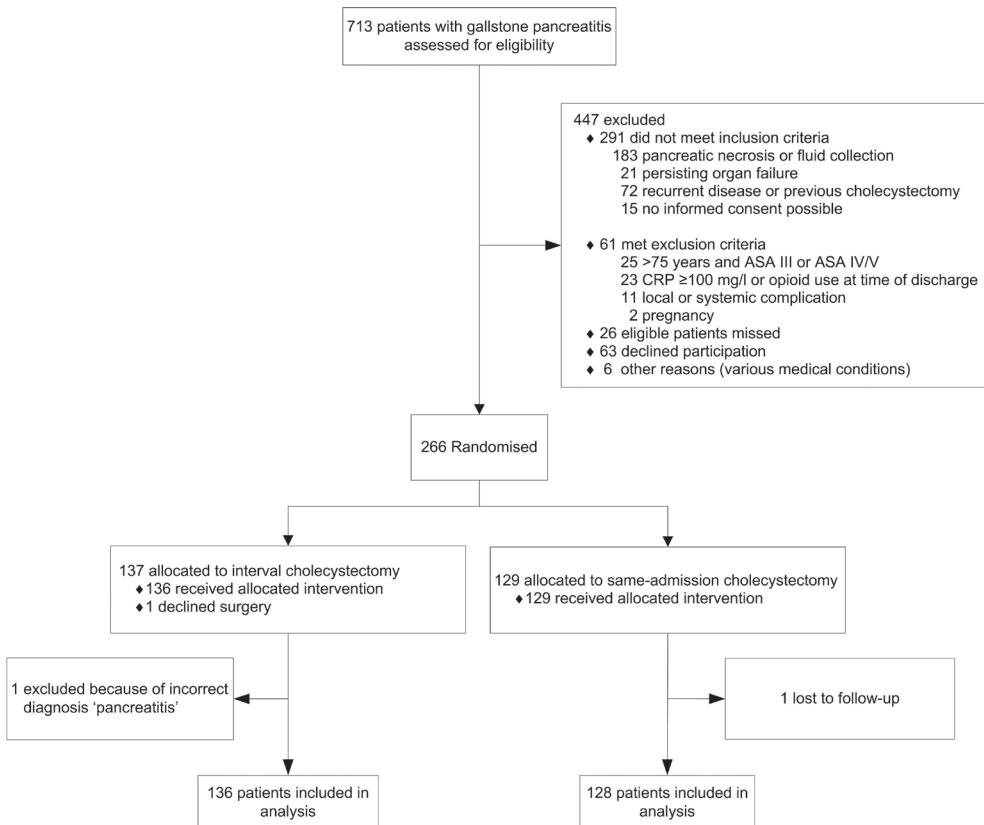 713 patients with gallstone pancreatitis
assessed for eligibility
447 excluded
♦ 291 did not meet inclusion criteria
183 pancreatic necrosis or fluid collection
21 persisting organ failure
72 recurrent disease or previous cholecystectomy
15 no informed consent possible
♦ 61 met exclusion criteria
25 >75 years and ASA III or ASA IV/V
23 CRP ≥100 mg/l or opioid use at time of discharge
11 local or systemic complication
2 pregnancy
♦ 26 eligible patients missed
♦ 63 declined participation
♦ 6 other reasons (various medical conditions)
266 Randomised
137 allocated to interval cholecystectomy
♦ 136 received allocated intervention
♦ 1 declined surgery
129 allocated to same-admission cholecystectomy
♦ 129 received allocated intervention
1 excluded because of incorrect
diagnosis ‘pancreatitis’
1 lost to follow-up
136 patients included in
analysis
128 patients included in
analysis